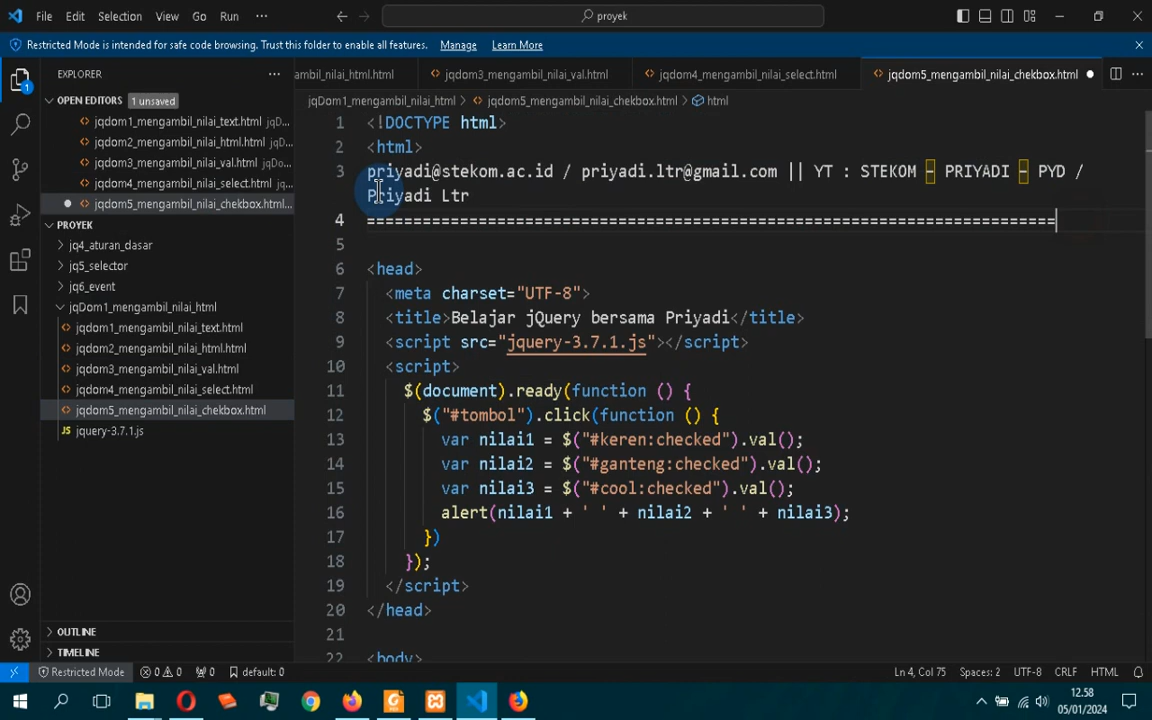 File Edit Selection View Go Run ··· proyek
Restricted Mode is intended for safe code browsing. Trust this folder to enable all features. Manage Learn More
EXPLORER ··· ambil_nilai_html.html jqdom3_mengambil_nilai_val.html jqdom4_mengambil_nilai_select.html jqdom5_mengambil_nilai_chekbox.html
OPEN EDITORS 1 unsaved
jqDom1_mengambil_nilai_html > jqdom5_mengambil_nilai_chekbox.html > html
jqdom1_mengambil_nilai_text.html jqD...
jqdom2_mengambil_nilai_html.html jq...
jqdom3_mengambil_nilai_val.html jqDo...
jqdom4_mengambil_nilai_select.html j...
jqdom5_mengambil_nilai_chekbox.html...
PROYEK
jq4_aturan_dasar
jq5_selector
jq6_event
jqDom1_mengambil_nilai_html
jqdom1_mengambil_nilai_text.html
jqdom2_mengambil_nilai_html.html
jqdom3_mengambil_nilai_val.html
jqdom4_mengambil_nilai_select.html
jqdom5_mengambil_nilai_chekbox.html
JS jquery-3.7.1.js
OUTLINE
TIMELINE
1 <!DOCTYPE html>
2 <html>
3 priyadi@stekom.ac.id / priyadi.ltr@gmail.com || YT : STEKOM – PRIYADI – PYD /
Priyadi Ltr
4 ==========================================================================
5
6 <head>
7 <meta charset="UTF-8">
8 <title>Belajar jQuery bersama Priyadi</title>
9 <script src="jquery-3.7.1.js"></script>
10 <script>
11 $(document).ready(function () {
12 $("#tombol").click(function () {
13 var nilai1 = $("#keren:checked").val();
14 var nilai2 = $("#ganteng:checked").val();
15 var nilai3 = $("#cool:checked").val();
16 alert(nilai1 + ' ' + nilai2 + ' ' + nilai3);
17 })
18 });
19 </script>
20 </head>
21
22 <body>
Restricted Mode 0 0 0 default: 0 Ln 4, Col 75 Spaces: 2 UTF-8 CRLF HTML
12.58
05/01/2024